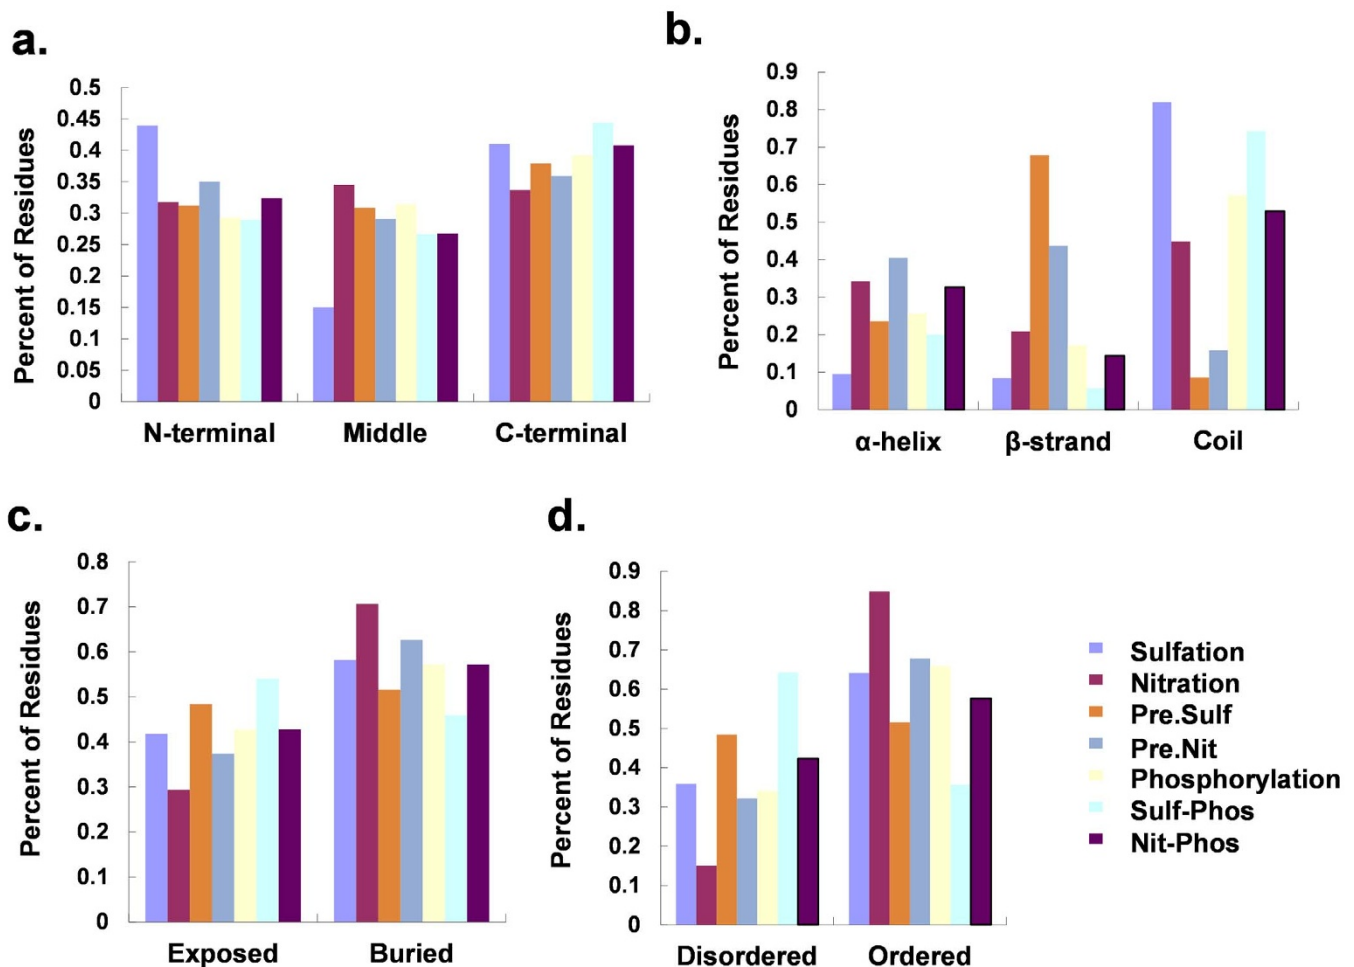 a.
Percent of Residues
0.5
0.45
0.4
0.35
0.3
0.25
0.2
0.15
0.1
0.05
0
N-terminal Middle C-terminal
b.
Percent of Residues
0.9
0.8
0.7
0.6
0.5
0.4
0.3
0.2
0.1
0
α-helix β-strand Coil
c.
Percent of Residues
0.8
0.7
0.6
0.5
0.4
0.3
0.2
0.1
0
Exposed Buried
d.
Percent of Residues
0.9
0.8
0.7
0.6
0.5
0.4
0.3
0.2
0.1
0
Disordered Ordered
Sulfation
Nitration
Pre.Sulf
Pre.Nit
Phosphorylation
Sulf-Phos
Nit-Phos